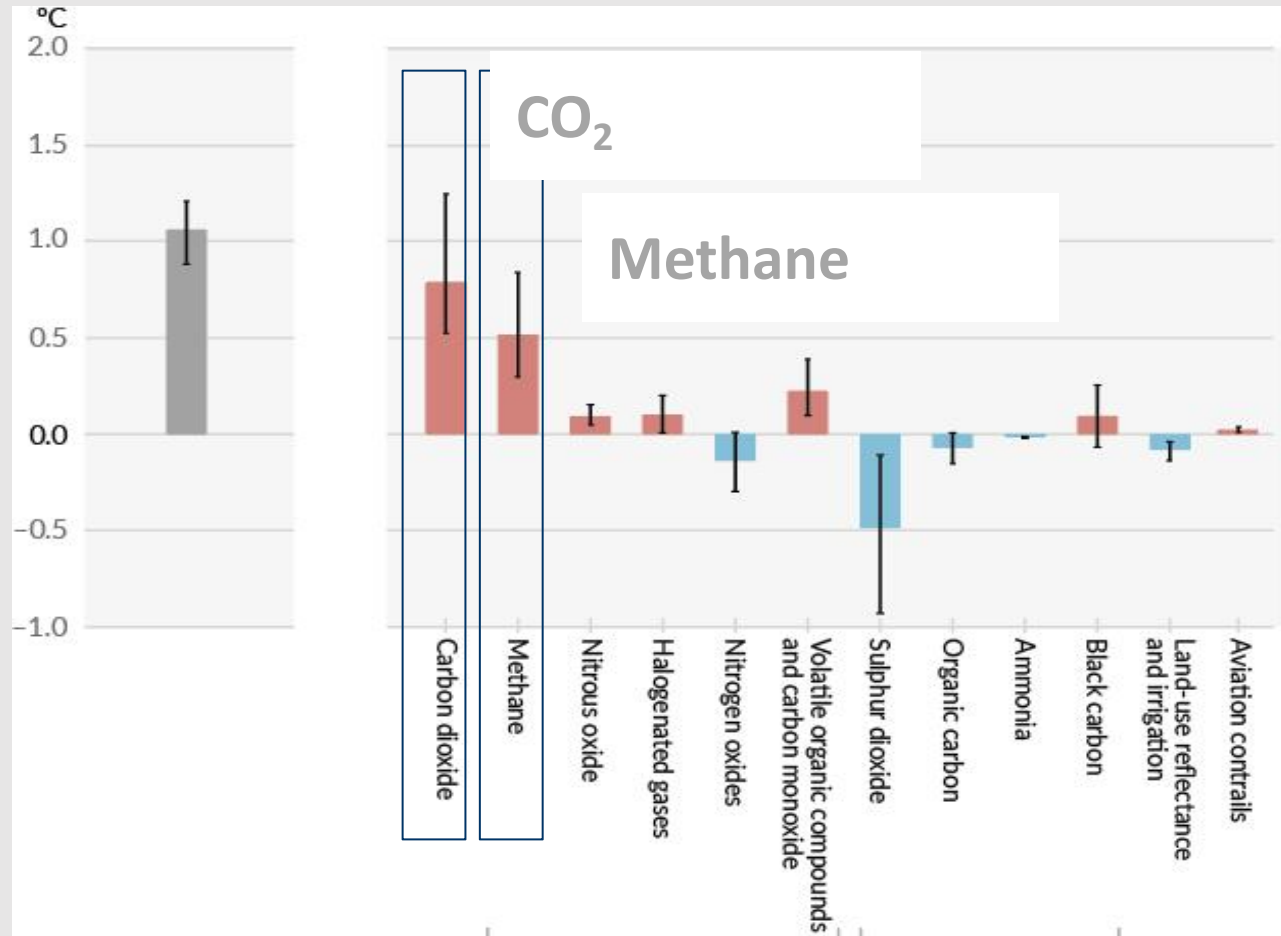 °C
2.0
1.5
1.0
0.5
0.0
−0.5
−1.0
CO₂
Methane
Carbon dioxide
Methane
Nitrous oxide
Halogenated gases
Nitrogen oxides
Volatile organic compounds
and carbon monoxide
Sulphur dioxide
Organic carbon
Ammonia
Black carbon
Land-use reflectance
and irrigation
Aviation contrails